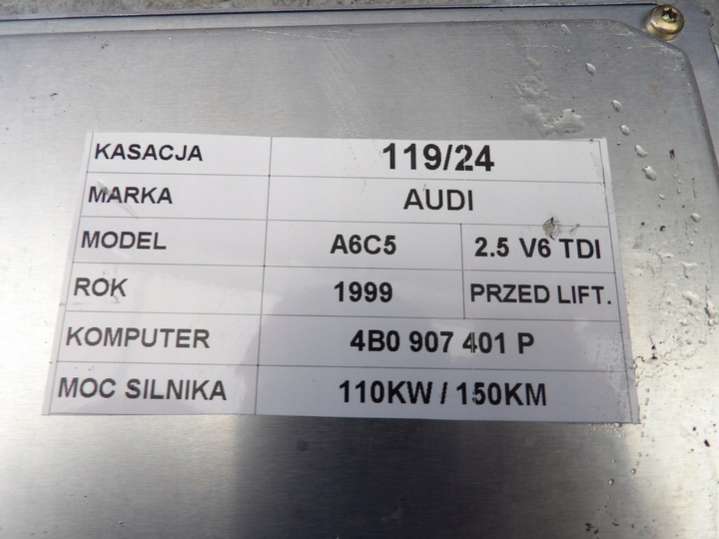 KASACJA 119/24
MARKA AUDI
MODEL A6C5 2.5 V6 TDI
ROK 1999 PRZED LIFT.
KOMPUTER 4B0 907 401 P
MOC SILNIKA 110KW / 150KM